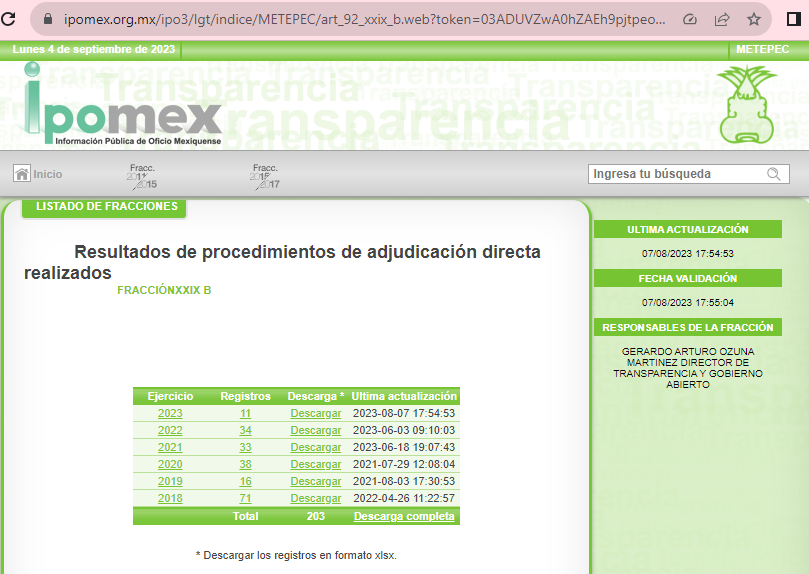 ipomex.org.mx/ipo3/lgt/indice/METEPEC/art_92_xxix_b.web?token=03ADUVZwA0hZAEh9pjtpeo...
Lunes 4 de septiembre de 2023
METEPEC
Transparencia
ipomex
Información Pública de Oficio Mexiquense
Inicio
Fracc.
2015
Fracc.
2017
Ingresa tu búsqueda
LISTADO DE FRACCIONES
Resultados de procedimientos de adjudicación directa
realizados
FRACCIÓNXXIX B
ULTIMA ACTUALIZACIÓN
07/08/2023 17:54:53
FECHA VALIDACIÓN
07/08/2023 17:55:04
RESPONSABLES DE LA FRACCIÓN
GERARDO ARTURO OZUNA
MARTINEZ DIRECTOR DE
TRANSPARENCIA Y GOBIERNO
ABIERTO
Ejercicio Registros Descarga * Ultima actualización
2023 11 Descargar 2023-08-07 17:54:53
2022 34 Descargar 2023-06-03 09:10:03
2021 33 Descargar 2023-06-18 19:07:43
2020 38 Descargar 2021-07-29 12:08:04
2019 16 Descargar 2021-08-03 17:30:53
2018 71 Descargar 2022-04-26 11:22:57
Total 203 Descarga completa
* Descargar los registros en formato xlsx.